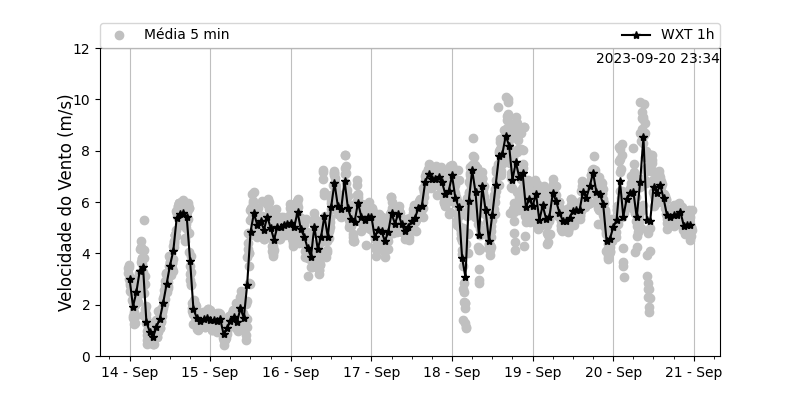 Média 5 min
WXT 1h
2023-09-20 23:34
Velocidade do Vento (m/s)
12
10
8
6
4
2
0
14 - Sep
15 - Sep
16 - Sep
17 - Sep
18 - Sep
19 - Sep
20 - Sep
21 - Sep